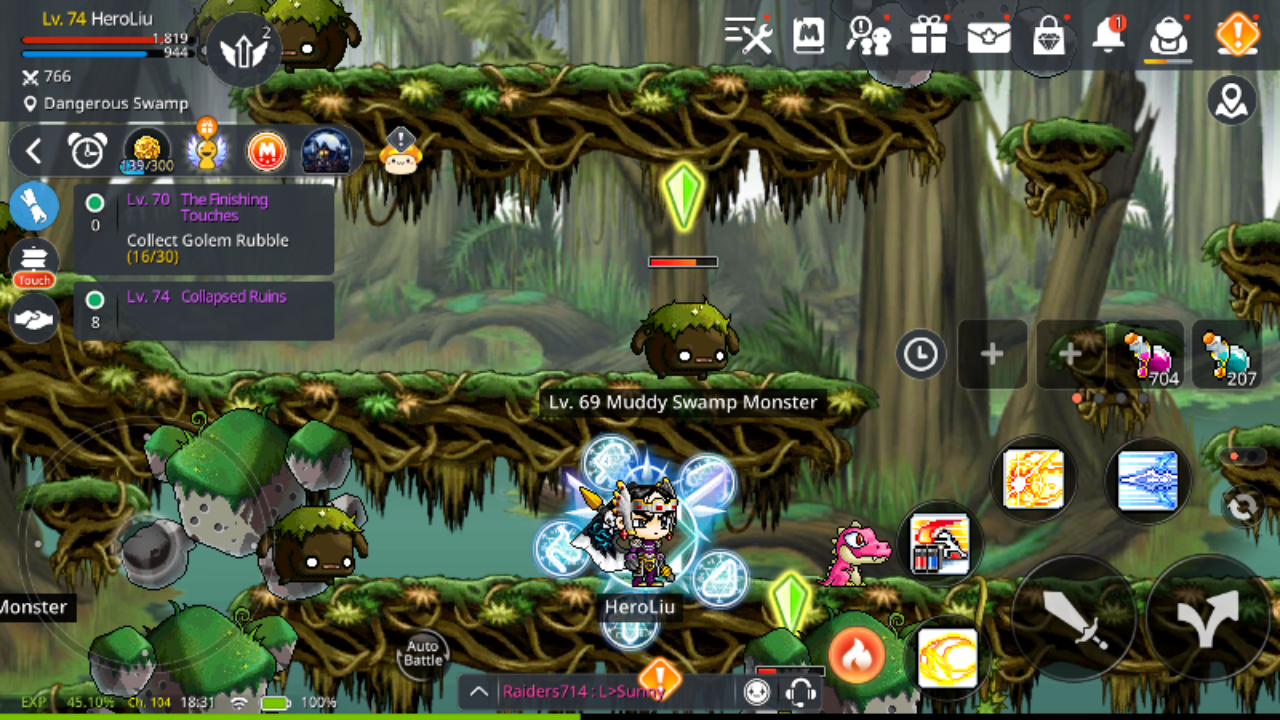 Lv. 74 HeroLiu
1,819
944
2
766
Dangerous Swamp
139/300
1
Lv. 70 The Finishing
Touches
0
Collect Golem Rubble
(16/30)
Touch
Lv. 74 Collapsed Ruins
8
704
207
Lv. 69 Muddy Swamp Monster
Monster
HeroLiu
Auto
Battle
Raiders714 : L>Sunny
EXP 45.10% Ch. 104 18:31 100%